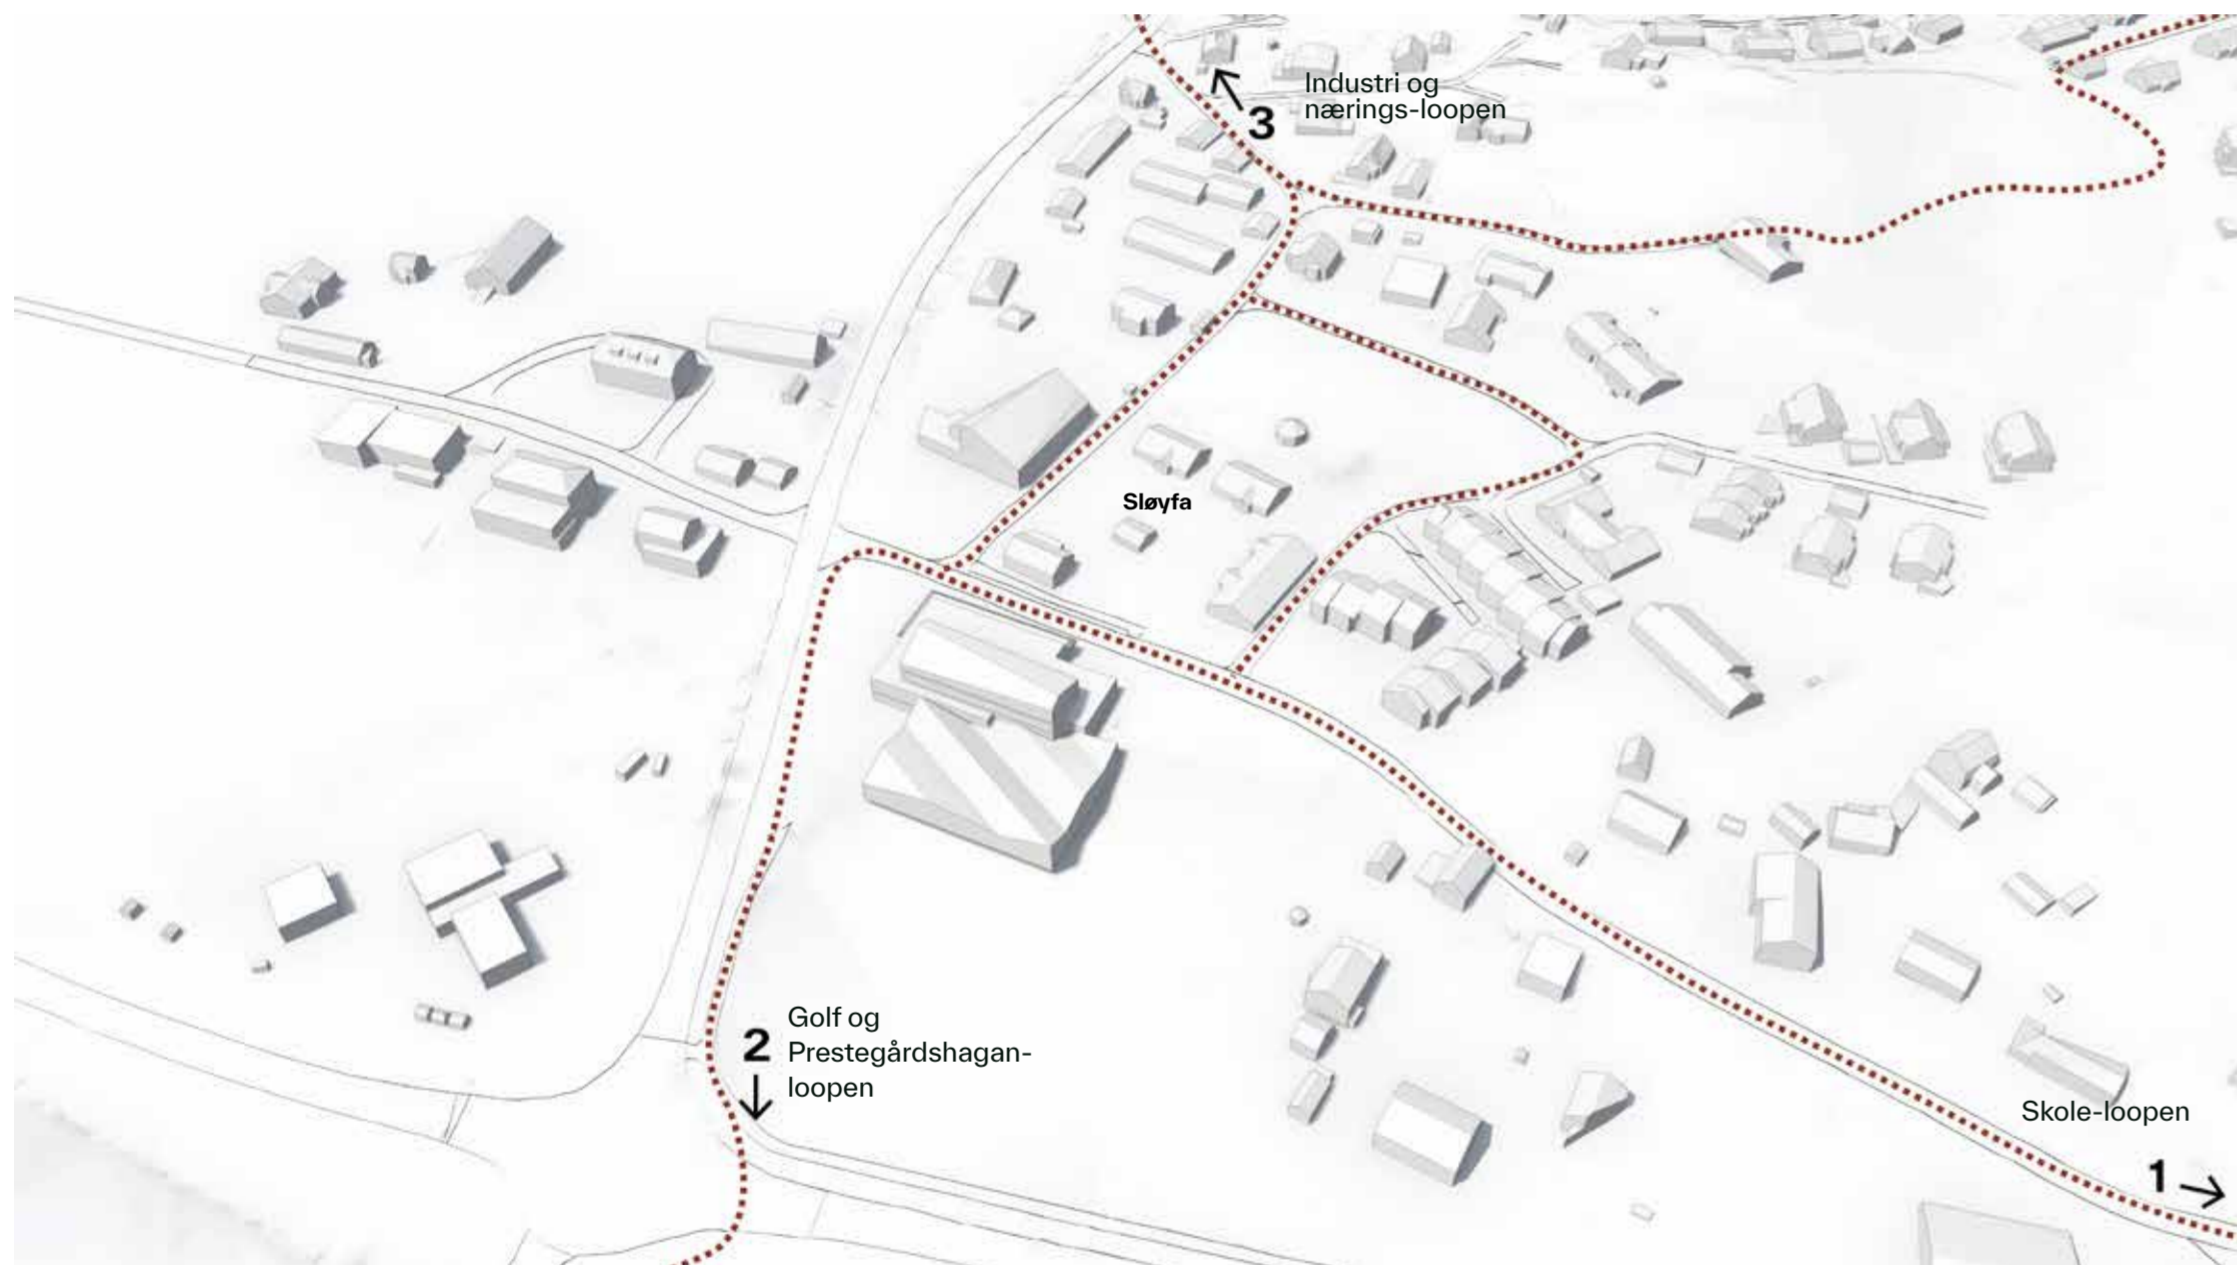 Industri og
nærings-loopen
3
Sløyfa
2
Golf og
Prestegårdshagan-
loopen
Skole-loopen
1